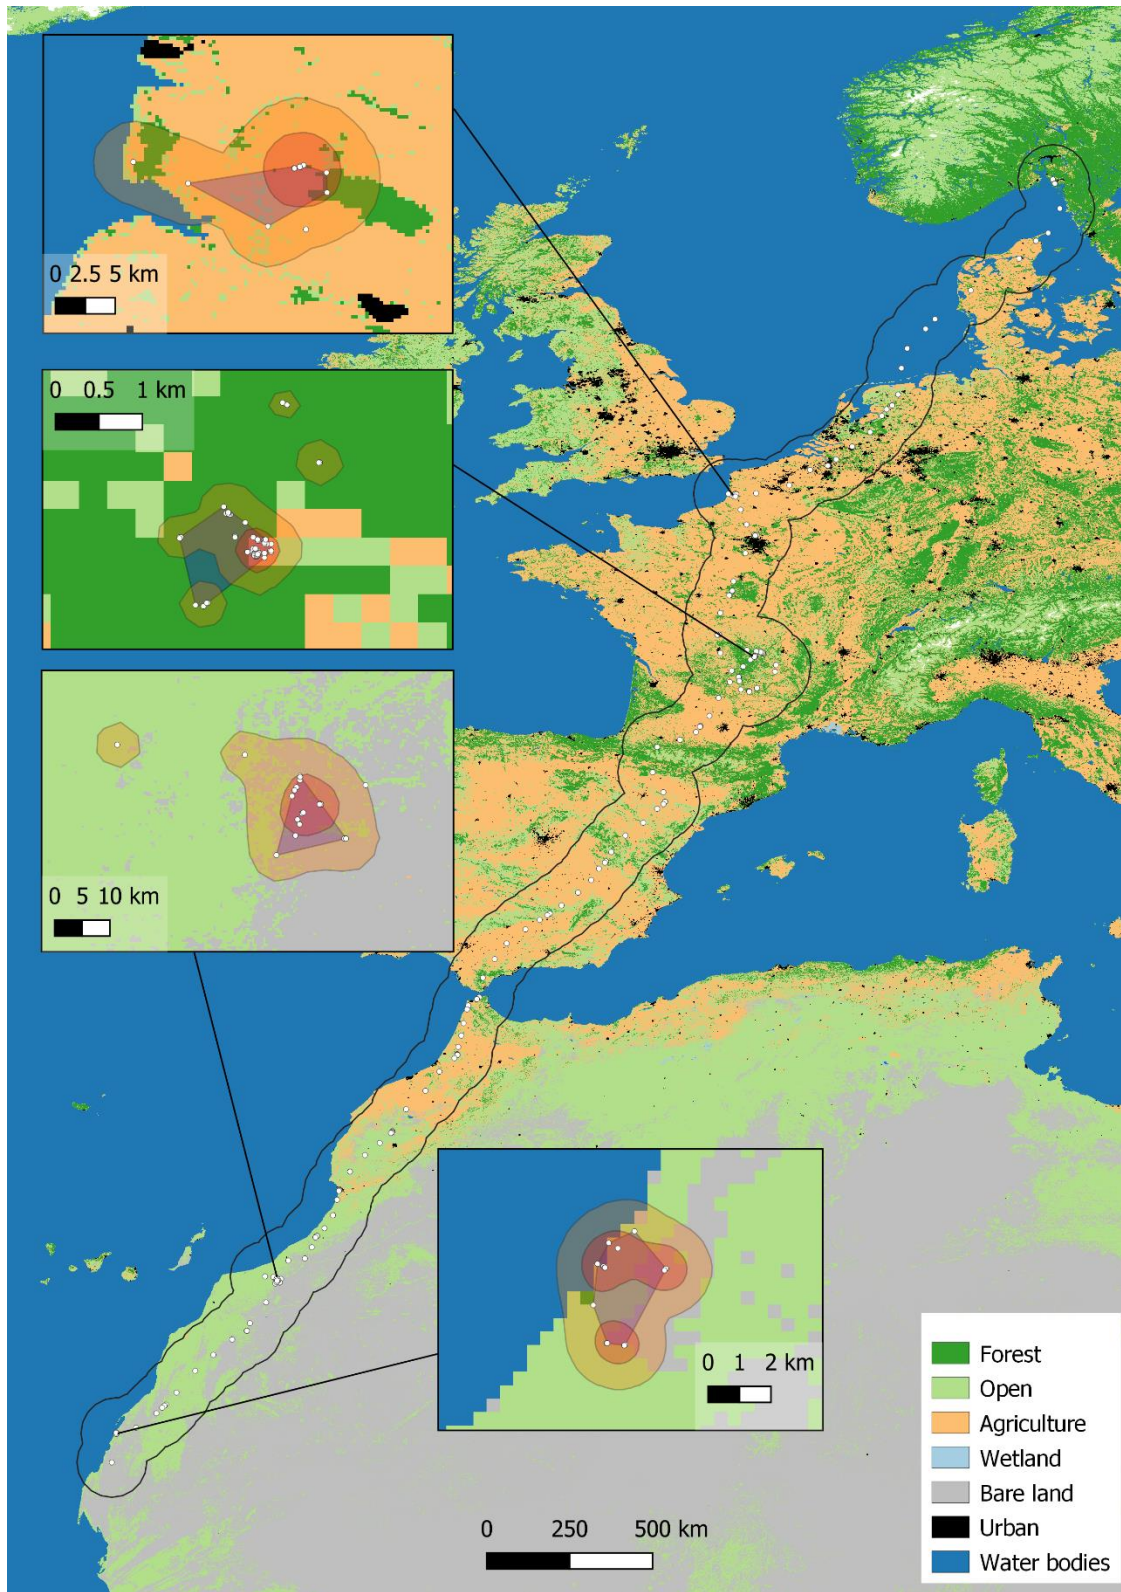 0 2.5 5 km
0 0.5 1 km
0 5 10 km
0 1 2 km
0 250 500 km
Forest
Open
Agriculture
Wetland
Bare land
Urban
Water bodies